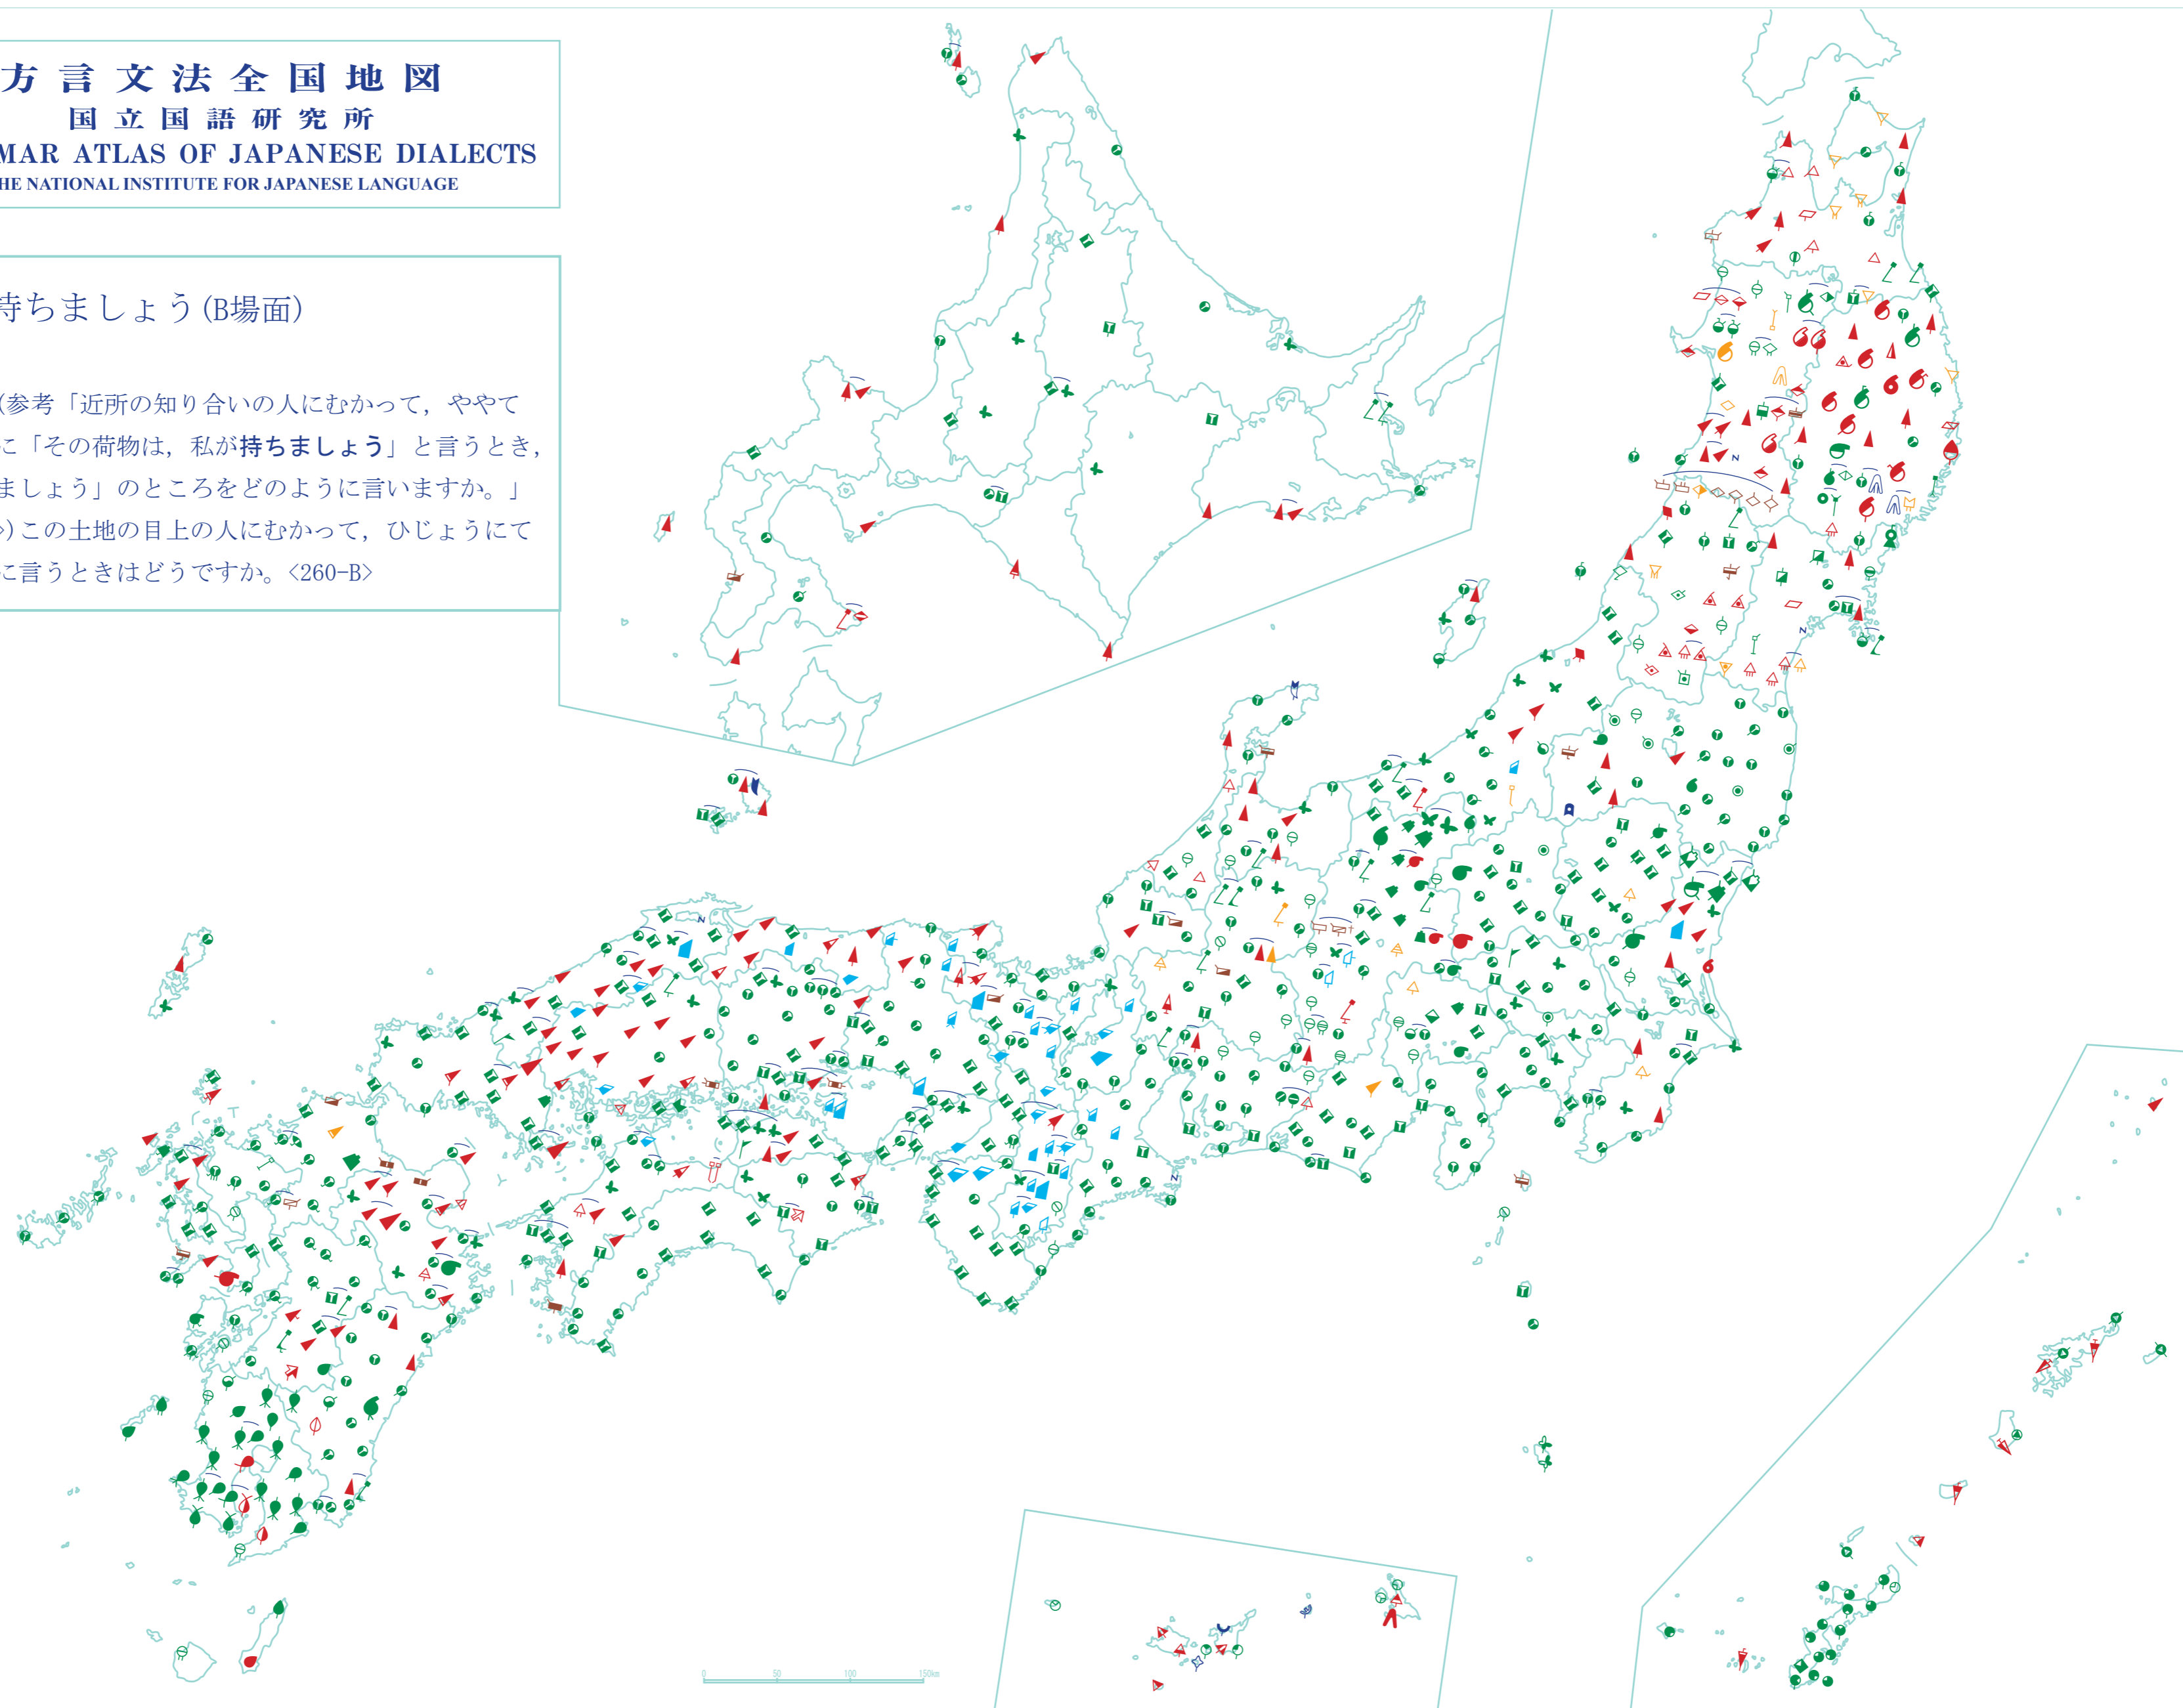 方言文法全国地図
国立国語研究所
MAR ATLAS OF JAPANESE DIALECTS
HE NATIONAL INSTITUTE FOR JAPANESE LANGUAGE
持ちましょう(B場面)
(参考「近所の知り合いの人にむかって，ややて
に「その荷物は，私が持ちましょう」と言うとき，
ましょう」のところをどのように言いますか。」
>)この土地の目上の人にむかって，ひじょうにて
に言うときはどうですか。<260-B>
N
N
N
N
0 50 100 150km